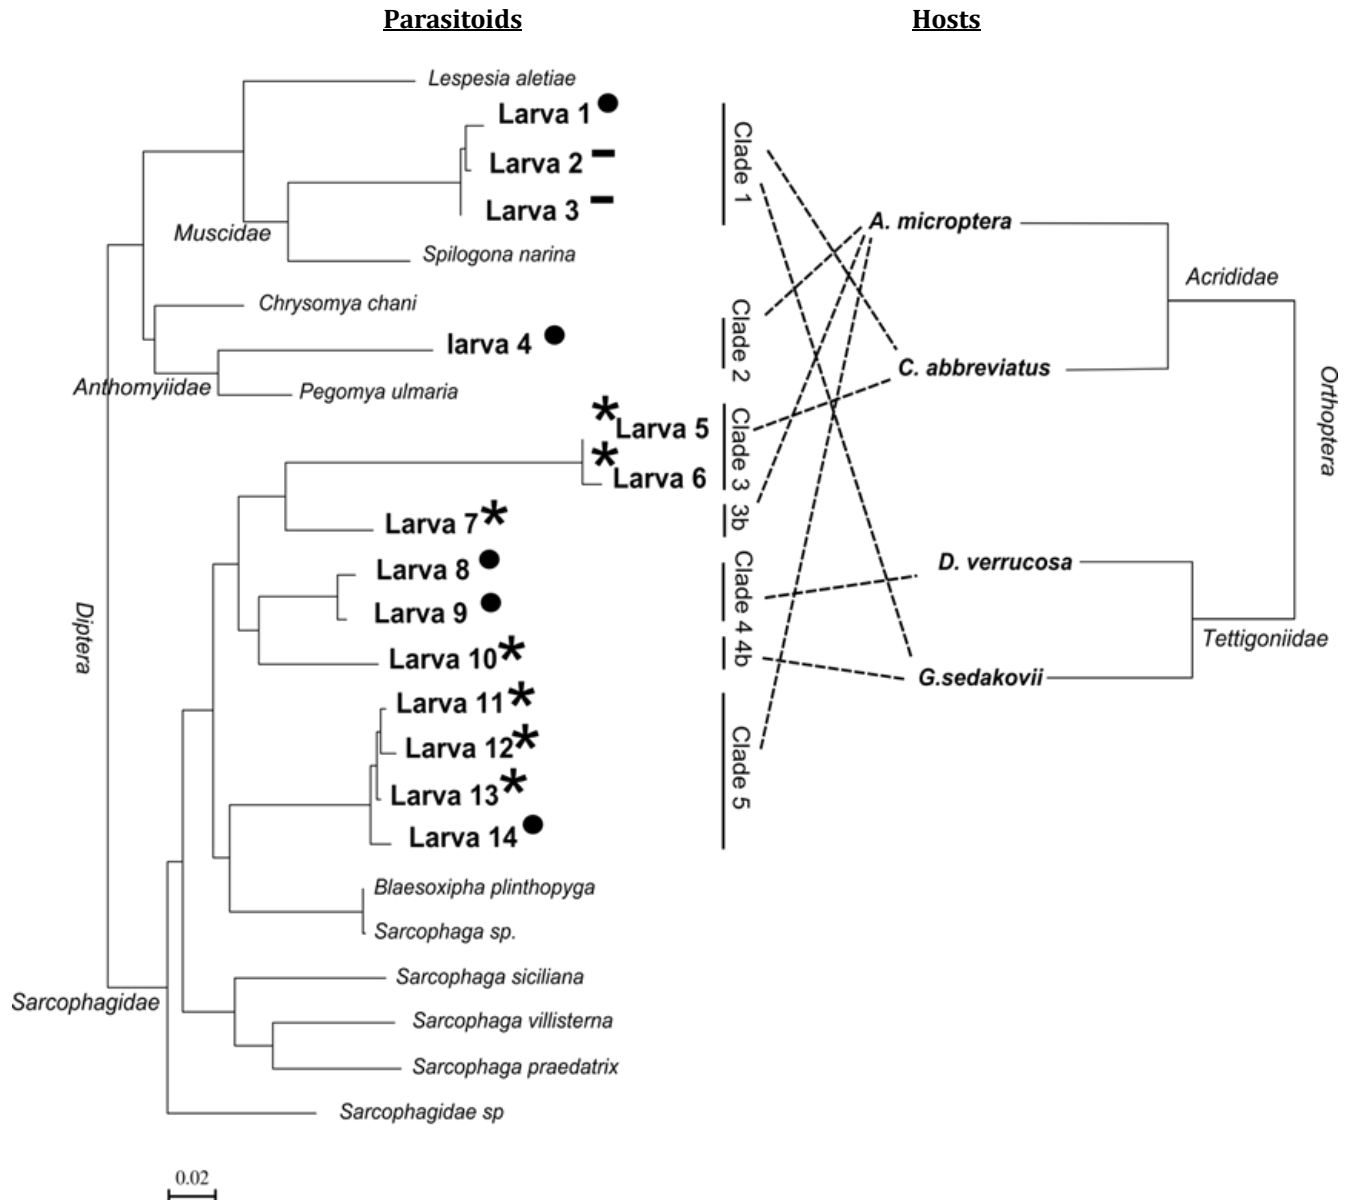 Parasitoids
Hosts
Lespesia aletiae
Larva 1
Larva 2
Larva 3
Muscidae
Spilogona narina
Chrysomya chani
larva 4
Anthomyiidae
Pegomya ulmaria
*Larva 5
*Larva 6
Larva 7*
Larva 8
Larva 9
Larva 10*
Larva 11*
Larva 12*
Larva 13*
Larva 14
Diptera
Blaesoxipha plinthopyga
Sarcophaga sp.
Sarcophaga siciliana
Sarcophagidae
Sarcophaga villisterna
Sarcophaga praedatrix
Sarcophagidae sp
0.02
Clade 1
Clade 2
Clade 3
3b
Clade 4
4b
Clade 5
A. microptera
C. abbreviatus
D. verrucosa
G.sedakovii
Acrididae
Tettigoniidae
Orthoptera